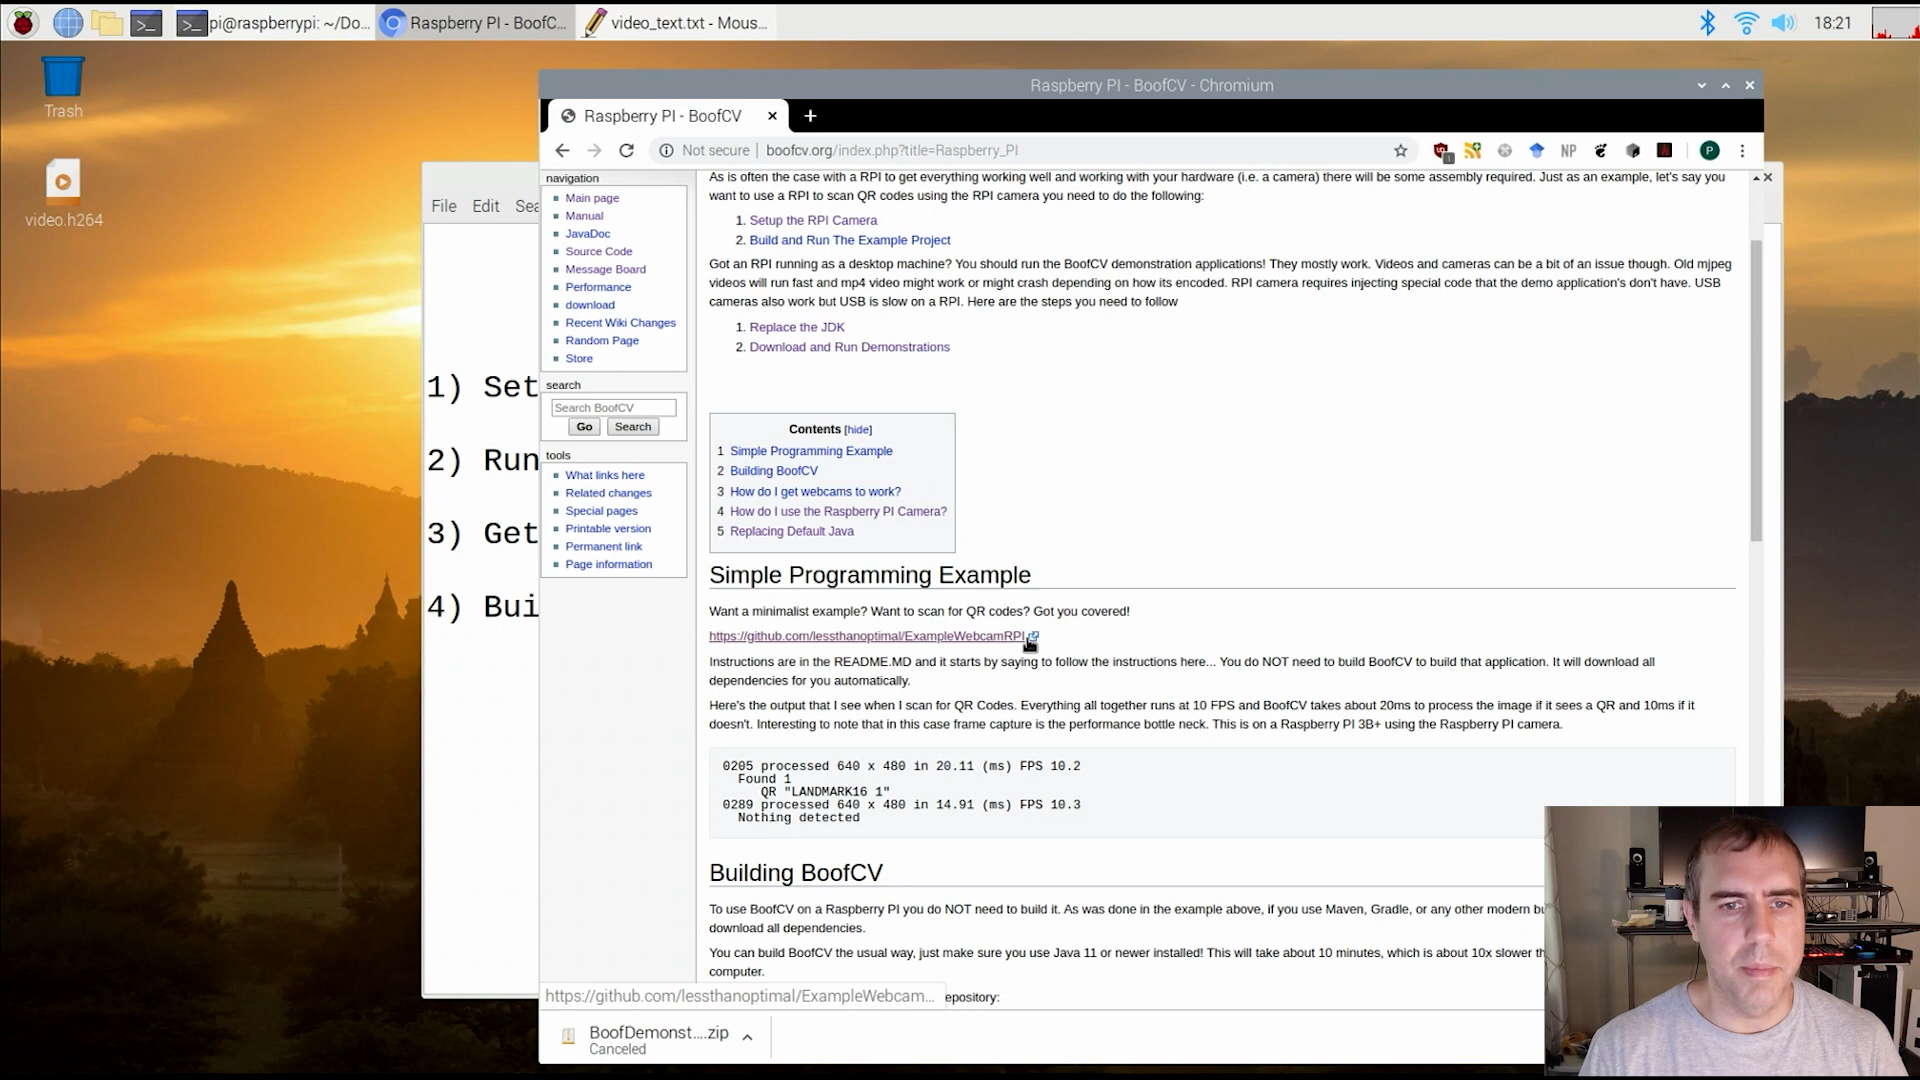 pi@raspberrypi: ~/Do...
Raspberry PI - BoofC...
video_text.txt - Mous...
18:21
Trash
video.h264
File Edit Sea
1) Set
2) Run
3) Get
4) Bui
Raspberry PI - BoofCV - Chromium
Raspberry PI - BoofCV
Not secure | boofcv.org/index.php?title=Raspberry_PI
NP
P
navigation
Main page
Manual
JavaDoc
Source Code
Message Board
Performance
download
Recent Wiki Changes
Random Page
Store
search
Search BoofCV
Go Search
tools
What links here
Related changes
Special pages
Printable version
Permanent link
Page information
As is often the case with a RPI to get everything working well and working with your hardware (i.e. a camera) there will be some assembly required. Just as an example, let's say you
want to use a RPI to scan QR codes using the RPI camera you need to do the following:
1. Setup the RPI Camera
2. Build and Run The Example Project
Got an RPI running as a desktop machine? You should run the BoofCV demonstration applications! They mostly work. Videos and cameras can be a bit of an issue though. Old mjpeg
videos will run fast and mp4 video might work or might crash depending on how its encoded. RPI camera requires injecting special code that the demo application's don't have. USB
cameras also work but USB is slow on a RPI. Here are the steps you need to follow
1. Replace the JDK
2. Download and Run Demonstrations
Contents [hide]
1 Simple Programming Example
2 Building BoofCV
3 How do I get webcams to work?
4 How do I use the Raspberry PI Camera?
5 Replacing Default Java
Simple Programming Example
Want a minimalist example? Want to scan for QR codes? Got you covered!
https://github.com/lessthanoptimal/ExampleWebcamRPI
Instructions are in the README.MD and it starts by saying to follow the instructions here... You do NOT need to build BoofCV to build that application. It will download all
dependencies for you automatically.
Here's the output that I see when I scan for QR Codes. Everything all together runs at 10 FPS and BoofCV takes about 20ms to process the image if it sees a QR and 10ms if it
doesn't. Interesting to note that in this case frame capture is the performance bottle neck. This is on a Raspberry PI 3B+ using the Raspberry PI camera.
0205 processed 640 x 480 in 20.11 (ms) FPS 10.2
Found 1
QR "LANDMARK16 1"
0289 processed 640 x 480 in 14.91 (ms) FPS 10.3
Nothing detected
Building BoofCV
To use BoofCV on a Raspberry PI you do NOT need to build it. As was done in the example above, if you use Maven, Gradle, or any other modern bu
download all dependencies.
You can build BoofCV the usual way, just make sure you use Java 11 or newer installed! This will take about 10 minutes, which is about 10x slower th
computer.
https://github.com/lessthanoptimal/ExampleWebcam... epository:
BoofDemonst....zip
Canceled